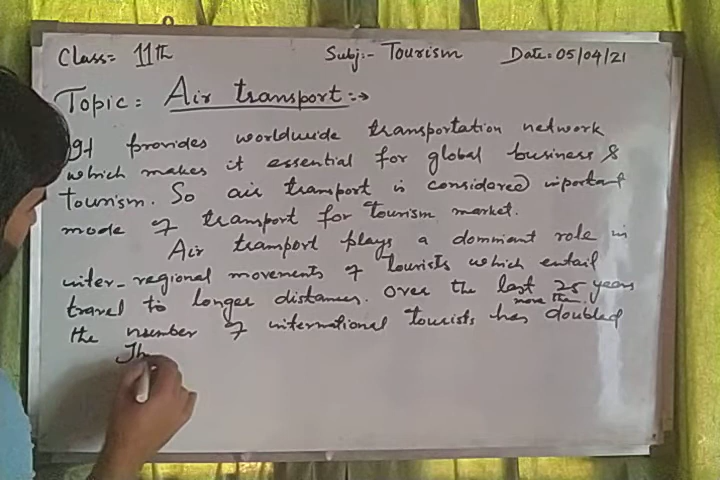 Class= 11th Subj:- Tourism Date: 05/04/21
Topic: Air transport :→
It provides worldwide transportation network
which makes it essential for global business &
tourism. So air transport is considered important
mode of transport for tourism market.
Air transport plays a dominant role in
inter-regional movements of tourists which entail
travel to longer distances. Over the last 25 years
the number of international tourists has more than doubled
Th